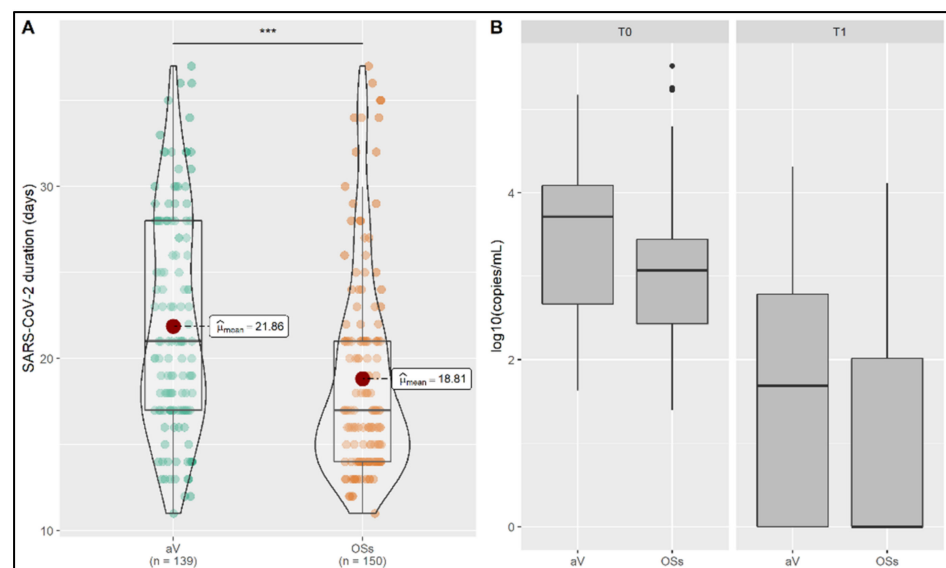 A
***
SARS-CoV-2 duration (days)
30
20
10
μ̂mean = 21.86
μ̂mean = 18.81
aV
(n = 139)
OSs
(n = 150)
B
T0
T1
log10(copies/mL)
4
2
0
aV
OSs
aV
OSs